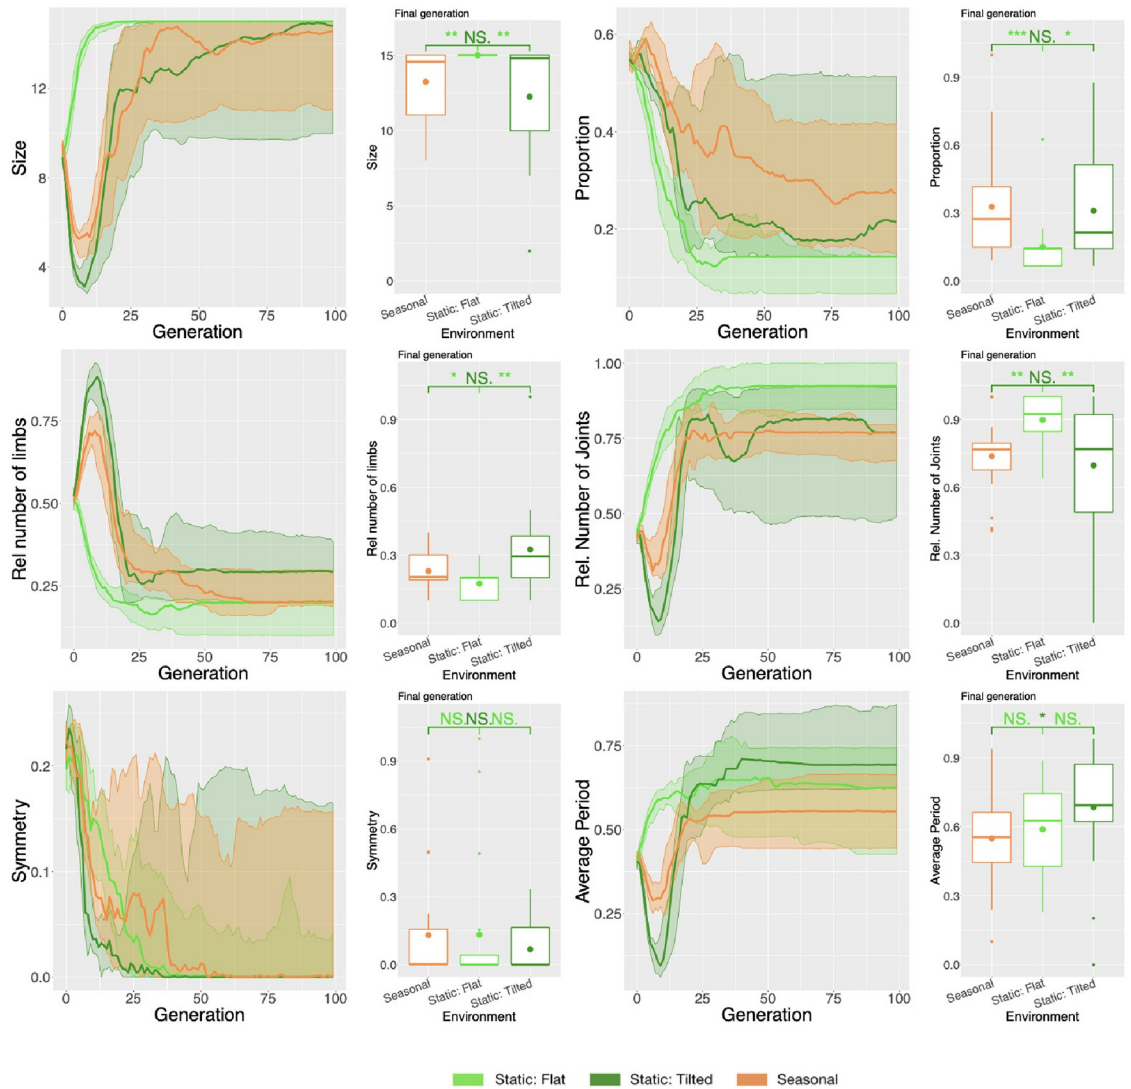 Final generation
** NS. **
Size
12
8
4
0 25 50 75 100
Generation
Size
15
10
5
0
Seasonal Static: Flat Static: Tilted
Environment
Final generation
*** NS. *
Proportion
0.6
0.4
0.2
0 25 50 75 100
Generation
Proportion
0.9
0.6
0.3
0.0
Seasonal Static: Flat Static: Tilted
Environment
Final generation
* NS. **
Rel number of limbs
0.75
0.50
0.25
0 25 50 75 100
Generation
Rel number of limbs
0.9
0.6
0.3
0.0
Seasonal Static: Flat Static: Tilted
Environment
Final generation
** NS. **
Rel. Number of Joints
1.00
0.75
0.50
0.25
0 25 50 75 100
Generation
Rel. Number of Joints
0.9
0.6
0.3
0.0
Seasonal Static: Flat Static: Tilted
Environment
Final generation
NS. NS. NS.
Symmetry
0.2
0.1
0.0
0 25 50 75 100
Generation
Symmetry
0.9
0.6
0.3
0.0
Seasonal Static: Flat Static: Tilted
Environment
Final generation
NS. * NS.
Average Period
0.75
0.50
0.25
0 25 50 75 100
Generation
Average Period
0.9
0.6
0.3
0.0
Seasonal Static: Flat Static: Tilted
Environment
Static: Flat Static: Tilted Seasonal